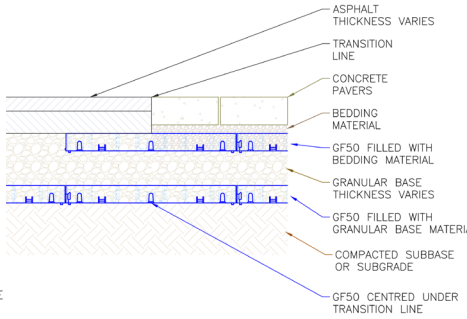 ASPHALT
THICKNESS VARIES
TRANSITION
LINE
CONCRETE
PAVERS
BEDDING
MATERIAL
GF50 FILLED WITH
BEDDING MATERIAL
GRANULAR BASE
THICKNESS VARIES
GF50 FILLED WITH
GRANULAR BASE MATERIA
COMPACTED SUBBASE
OR SUBGRADE
E
GF50 CENTRED UNDER
TRANSITION LINE